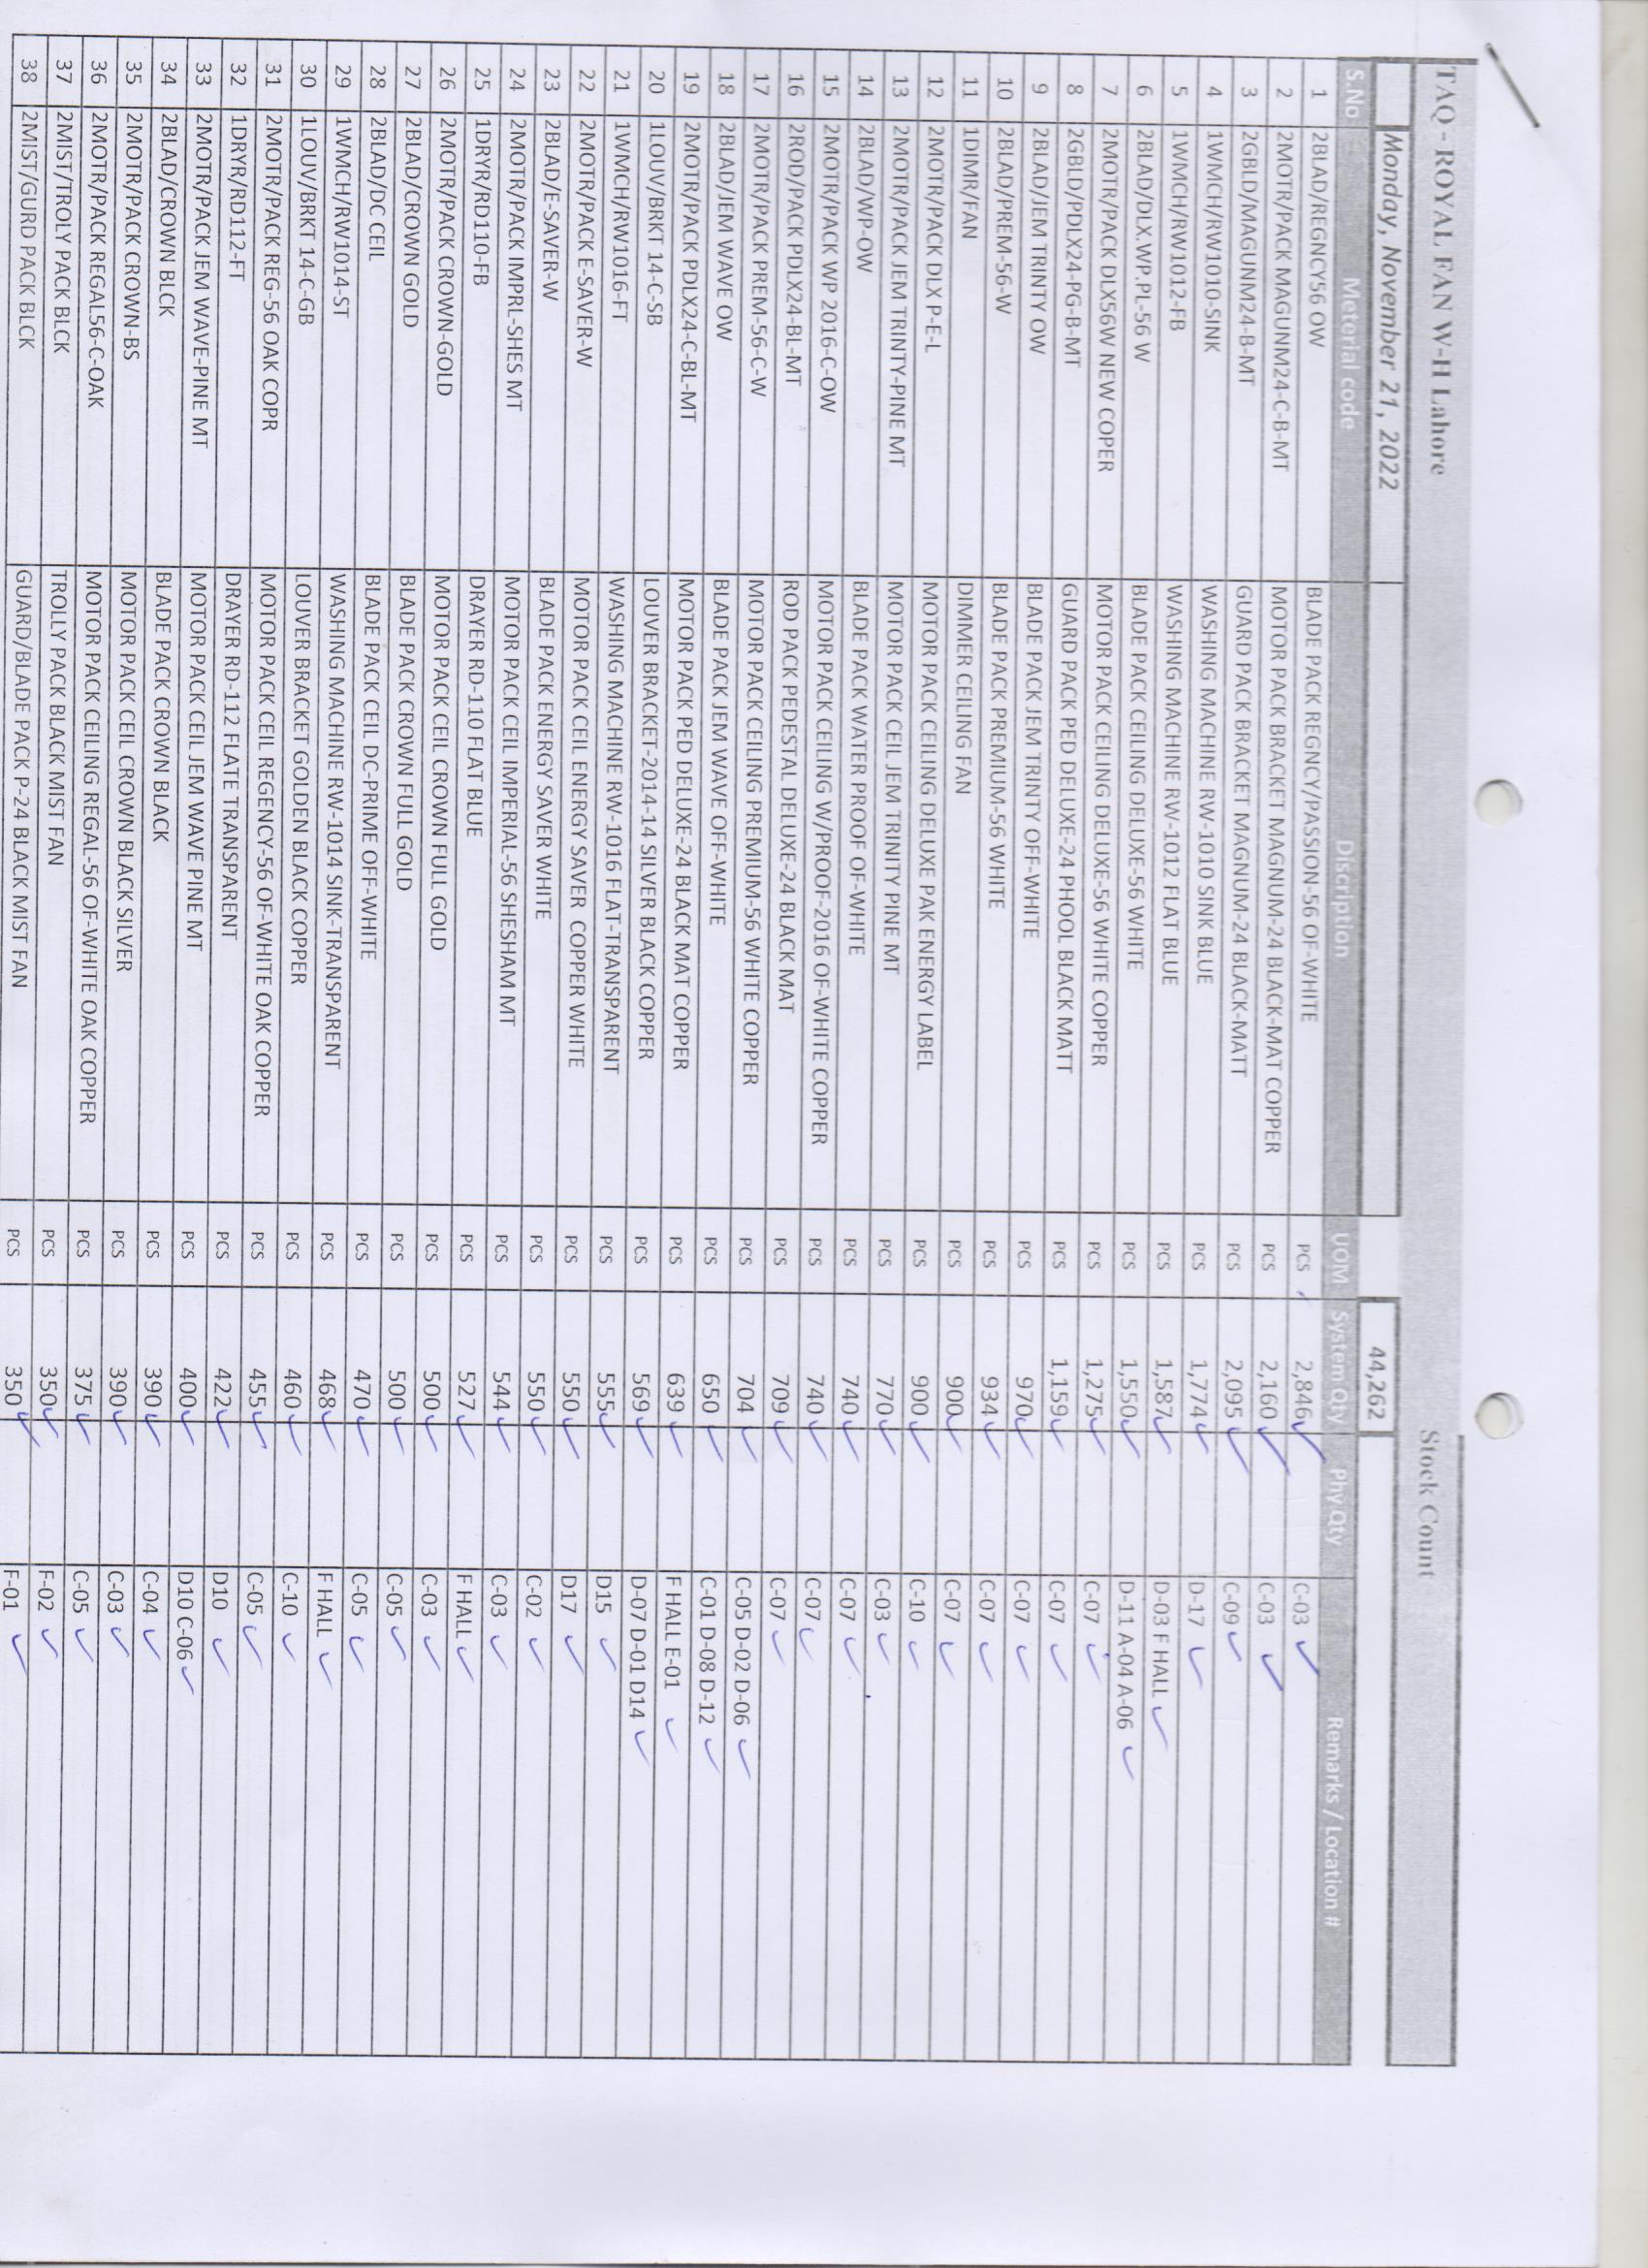 TAQ - ROYAL FAN W-H Lahore Stock Count
Monday, November 21, 2022 44,262
S.No Meterial code Discription UOM System Qty Phy Qty Remarks / Location #
1 2BLAD/REGNCY56 OW BLADE PACK REGNCY/PASSION-56 OF-WHITE PCS 2,846 ✓ C-03 ✓
2 2MOTR/PACK MAGUNM24-C-B-MT MOTOR PACK BRACKET MAGNUM-24 BLACK-MAT COPPER PCS 2,160 ✓ C-03 ✓
3 2GBLD/MAGUNM24-B-MT GUARD PACK BRACKET MAGNUM-24 BLACK-MATT PCS 2,095 ✓ C-09 ✓
4 1WMCH/RW1010-SINK WASHING MACHINE RW-1010 SINK BLUE PCS 1,774 ✓ D-17 ✓
5 1WMCH/RW1012-FB WASHING MACHINE RW-1012 FLAT BLUE PCS 1,587 ✓ D-03 F HALL ✓
6 2BLAD/DLX.WP.PL-56 W BLADE PACK CEILING DELUXE-56 WHITE PCS 1,550 ✓ D-11 A-04 A-06 ✓
7 2MOTR/PACK DLX56W NEW COPER MOTOR PACK CEILING DELUXE-56 WHITE COPPER PCS 1,275 ✓ C-07 ✓
8 2GBLD/PDLX24-PG-B-MT GUARD PACK PED DELUXE-24 PHOOL BLACK MATT PCS 1,159 ✓ C-07 ✓
9 2BLAD/JEM TRINTY OW BLADE PACK JEM TRINTY OFF-WHITE PCS 970 ✓ C-07 ✓
10 2BLAD/PREM-56-W BLADE PACK PREMIUM-56 WHITE PCS 934 ✓ C-07 ✓
11 1DIMR/FAN DIMMER CEILING FAN PCS 900 ✓ C-07 ✓
12 2MOTR/PACK DLX P-E-L MOTOR PACK CEILING DELUXE PAK ENERGY LABEL PCS 900 ✓ C-10 ✓
13 2MOTR/PACK JEM TRINTY-PINE MT MOTOR PACK CEIL JEM TRINITY PINE MT PCS 770 ✓ C-03 ✓
14 2BLAD/WP-OW BLADE PACK WATER PROOF OF-WHITE PCS 740 ✓ C-07 ✓
15 2MOTR/PACK WP 2016-C-OW MOTOR PACK CEILING W/PROOF-2016 OF-WHITE COPPER PCS 740 ✓ C-07 ✓
16 2ROD/PACK PDLX24-BL-MT ROD PACK PEDESTAL DELUXE-24 BLACK MAT PCS 709 ✓ C-07 ✓
17 2MOTR/PACK PREM-56-C-W MOTOR PACK CEILING PREMIUM-56 WHITE COPPER PCS 704 ✓ C-05 D-02 D-06 ✓
18 2BLAD/JEM WAVE OW BLADE PACK JEM WAVE OFF-WHITE PCS 650 ✓ C-01 D-08 D-12 ✓
19 2MOTR/PACK PDLX24-C-BL-MT MOTOR PACK PED DELUXE-24 BLACK MAT COPPER PCS 639 ✓ F HALL E-01 ✓
20 1LOUV/BRKT 14-C-SB LOUVER BRACKET-2014-14 SILVER BLACK COPPER PCS 569 ✓ D-07 D-01 D14 ✓
21 1WMCH/RW1016-FT WASHING MACHINE RW-1016 FLAT-TRANSPARENT PCS 555 ✓ D15 ✓
22 2MOTR/PACK E-SAVER-W MOTOR PACK CEIL ENERGY SAVER COPPER WHITE PCS 550 ✓ D17 ✓
23 2BLAD/E-SAVER-W BLADE PACK ENERGY SAVER WHITE PCS 550 ✓ C-02 ✓
24 2MOTR/PACK IMPRL-SHES MT MOTOR PACK CEIL IMPERIAL-56 SHESHAM MT PCS 544 ✓ C-03 ✓
25 1DRYR/RD110-FB DRAYER RD-110 FLAT BLUE PCS 527 ✓ F HALL ✓
26 2MOTR/PACK CROWN-GOLD MOTOR PACK CEIL CROWN FULL GOLD PCS 500 ✓ C-03 ✓
27 2BLAD/CROWN GOLD BLADE PACK CROWN FULL GOLD PCS 500 ✓ C-05 ✓
28 2BLAD/DC CEIL BLADE PACK CEIL DC-PRIME OFF-WHITE PCS 470 ✓ C-05 ✓
29 1WMCH/RW1014-ST WASHING MACHINE RW-1014 SINK-TRANSPARENT PCS 468 ✓ F HALL ✓
30 1LOUV/BRKT 14-C-GB LOUVER BRACKET GOLDEN BLACK COPPER PCS 460 ✓ C-10 ✓
31 2MOTR/PACK REG-56 OAK COPR MOTOR PACK CEIL REGENCY-56 OF-WHITE OAK COPPER PCS 455 ✓ C-05 ✓
32 1DRYR/RD112-FT DRAYER RD-112 FLATE TRANSPARENT PCS 422 ✓ D10 ✓
33 2MOTR/PACK JEM WAVE-PINE MT MOTOR PACK CEIL JEM WAVE PINE MT PCS 400 ✓ D10 C-06 ✓
34 2BLAD/CROWN BLCK BLADE PACK CROWN BLACK PCS 390 ✓ C-04 ✓
35 2MOTR/PACK CROWN-BS MOTOR PACK CEIL CROWN BLACK SILVER PCS 390 ✓ C-03 ✓
36 2MOTR/PACK REGAL56-C-OAK MOTOR PACK CEILING REGAL-56 OF-WHITE OAK COPPER PCS 375 ✓ C-05 ✓
37 2MIST/TROLY PACK BLCK TROLLY PACK BLACK MIST FAN PCS 350 ✓ F-02 ✓
38 2MIST/GURD PACK BLCK GUARD/BLADE PACK P-24 BLACK MIST FAN PCS 350 ✓ F-01 ✓